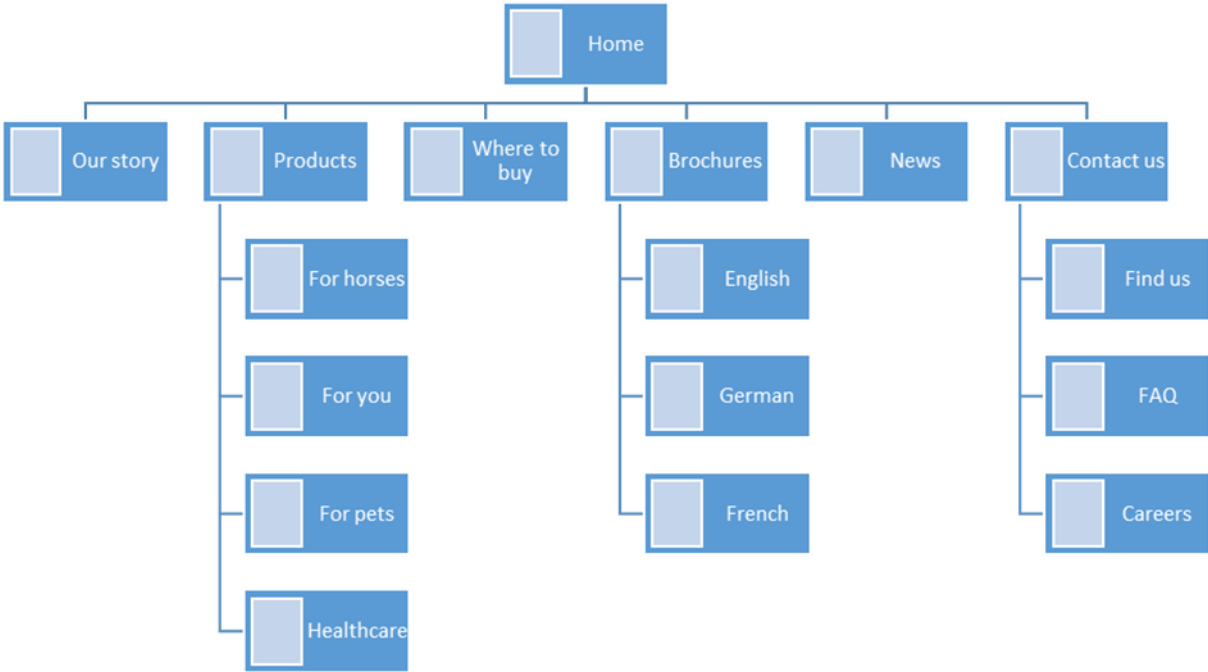 Home
Our story
Products
Where to
buy
Brochures
News
Contact us
For horses
English
Find us
For you
German
FAQ
For pets
French
Careers
Healthcare